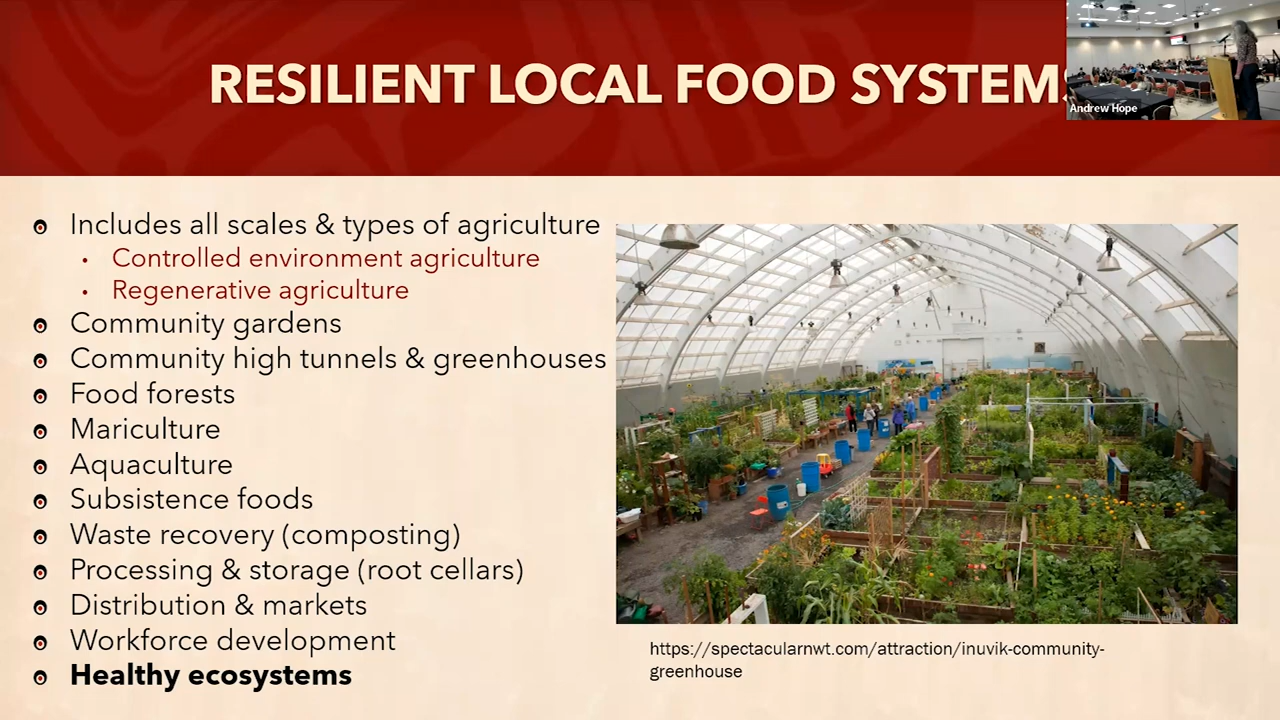 RESILIENT LOCAL FOOD SYSTEMS
Andrew Hope
Includes all scales & types of agriculture
Controlled environment agriculture
Regenerative agriculture
Community gardens
Community high tunnels & greenhouses
Food forests
Mariculture
Aquaculture
Subsistence foods
Waste recovery (composting)
Processing & storage (root cellars)
Distribution & markets
Workforce development
Healthy ecosystems
https://spectacularnwt.com/attraction/inuvik-community-
greenhouse